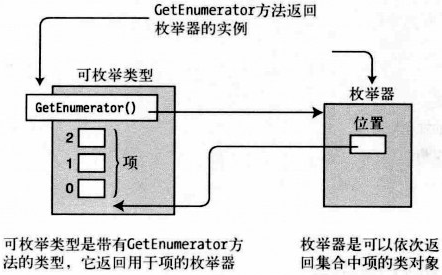 GetEnumerator方法返回
枚举器的实例
可枚举类型
枚举器
GetEnumerator()
位置
2
1
项
0
可枚举类型是带有GetEnumerator方
法的类型，它返回用于项的枚举器
枚举器是可以依次返
回集合中项的类对象